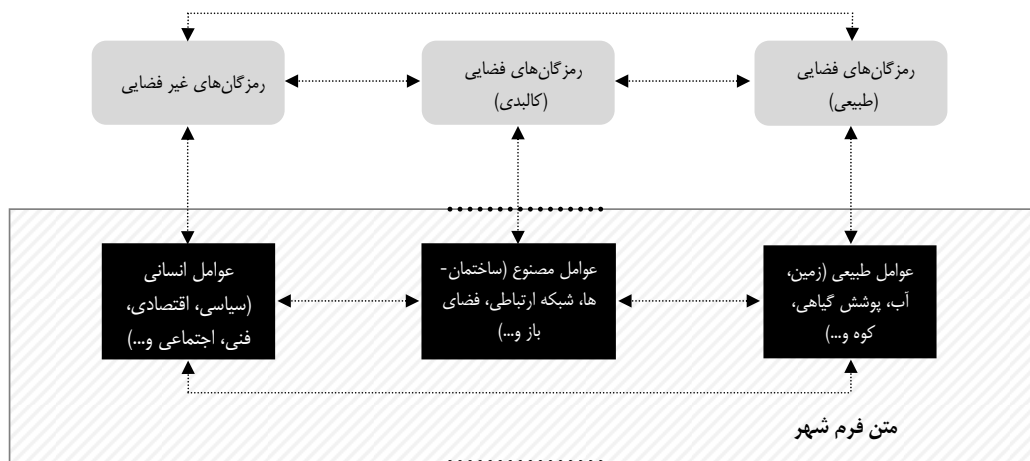 رمزگان‌های فضایی
(طبیعی)
رمزگان‌های فضایی
(کالبدی)
رمزگان‌های غیر فضایی
عوامل طبیعی (زمین،
آب، پوشش گیاهی،
کوه و...)
عوامل مصنوع (ساختمان-
ها، شبکه ارتباطی، فضای
باز و...)
عوامل انسانی
(سیاسی، اقتصادی،
فنی، اجتماعی و...)
متن فرم شهر